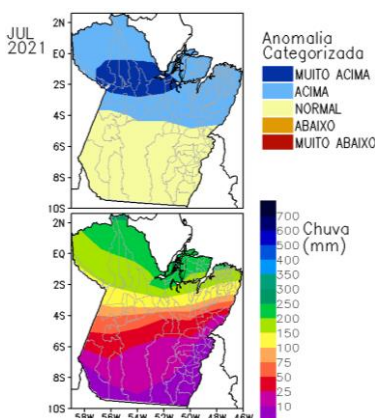 JUL
2021
2N
EQ
2S
4S
6S
8S
10S
Anomalia
Categorizada
MUITO ACIMA
ACIMA
NORMAL
ABAIXO
MUITO ABAIXO
2N
EQ
2S
4S
6S
8S
10S
58W 56W 54W 52W 50W 48W 46W
Chuva
(mm)
700
600
500
400
350
300
250
200
150
100
75
50
25
10